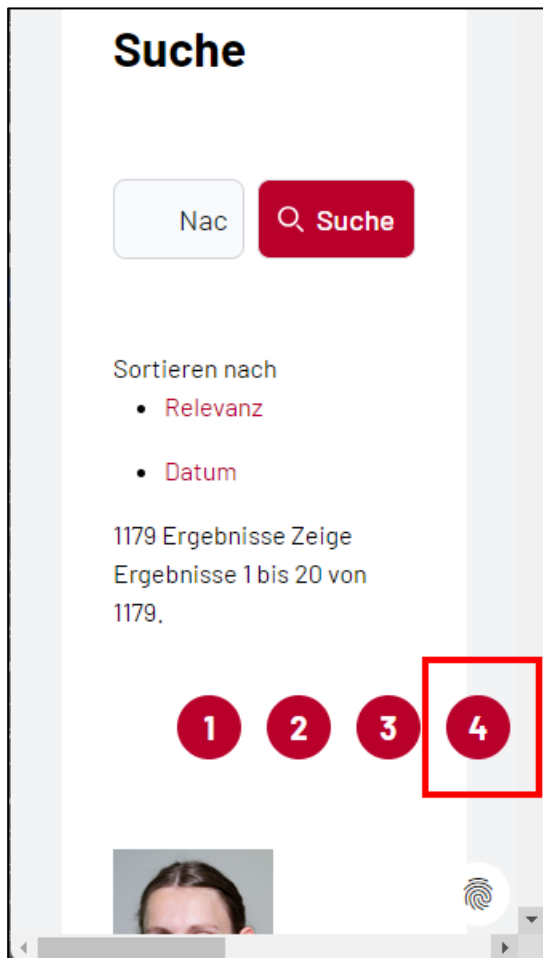 Suche
Nac
Suche
Sortieren nach
Relevanz
Datum
1179 Ergebnisse Zeige
Ergebnisse 1 bis 20 von
1179.
1 2 3 4